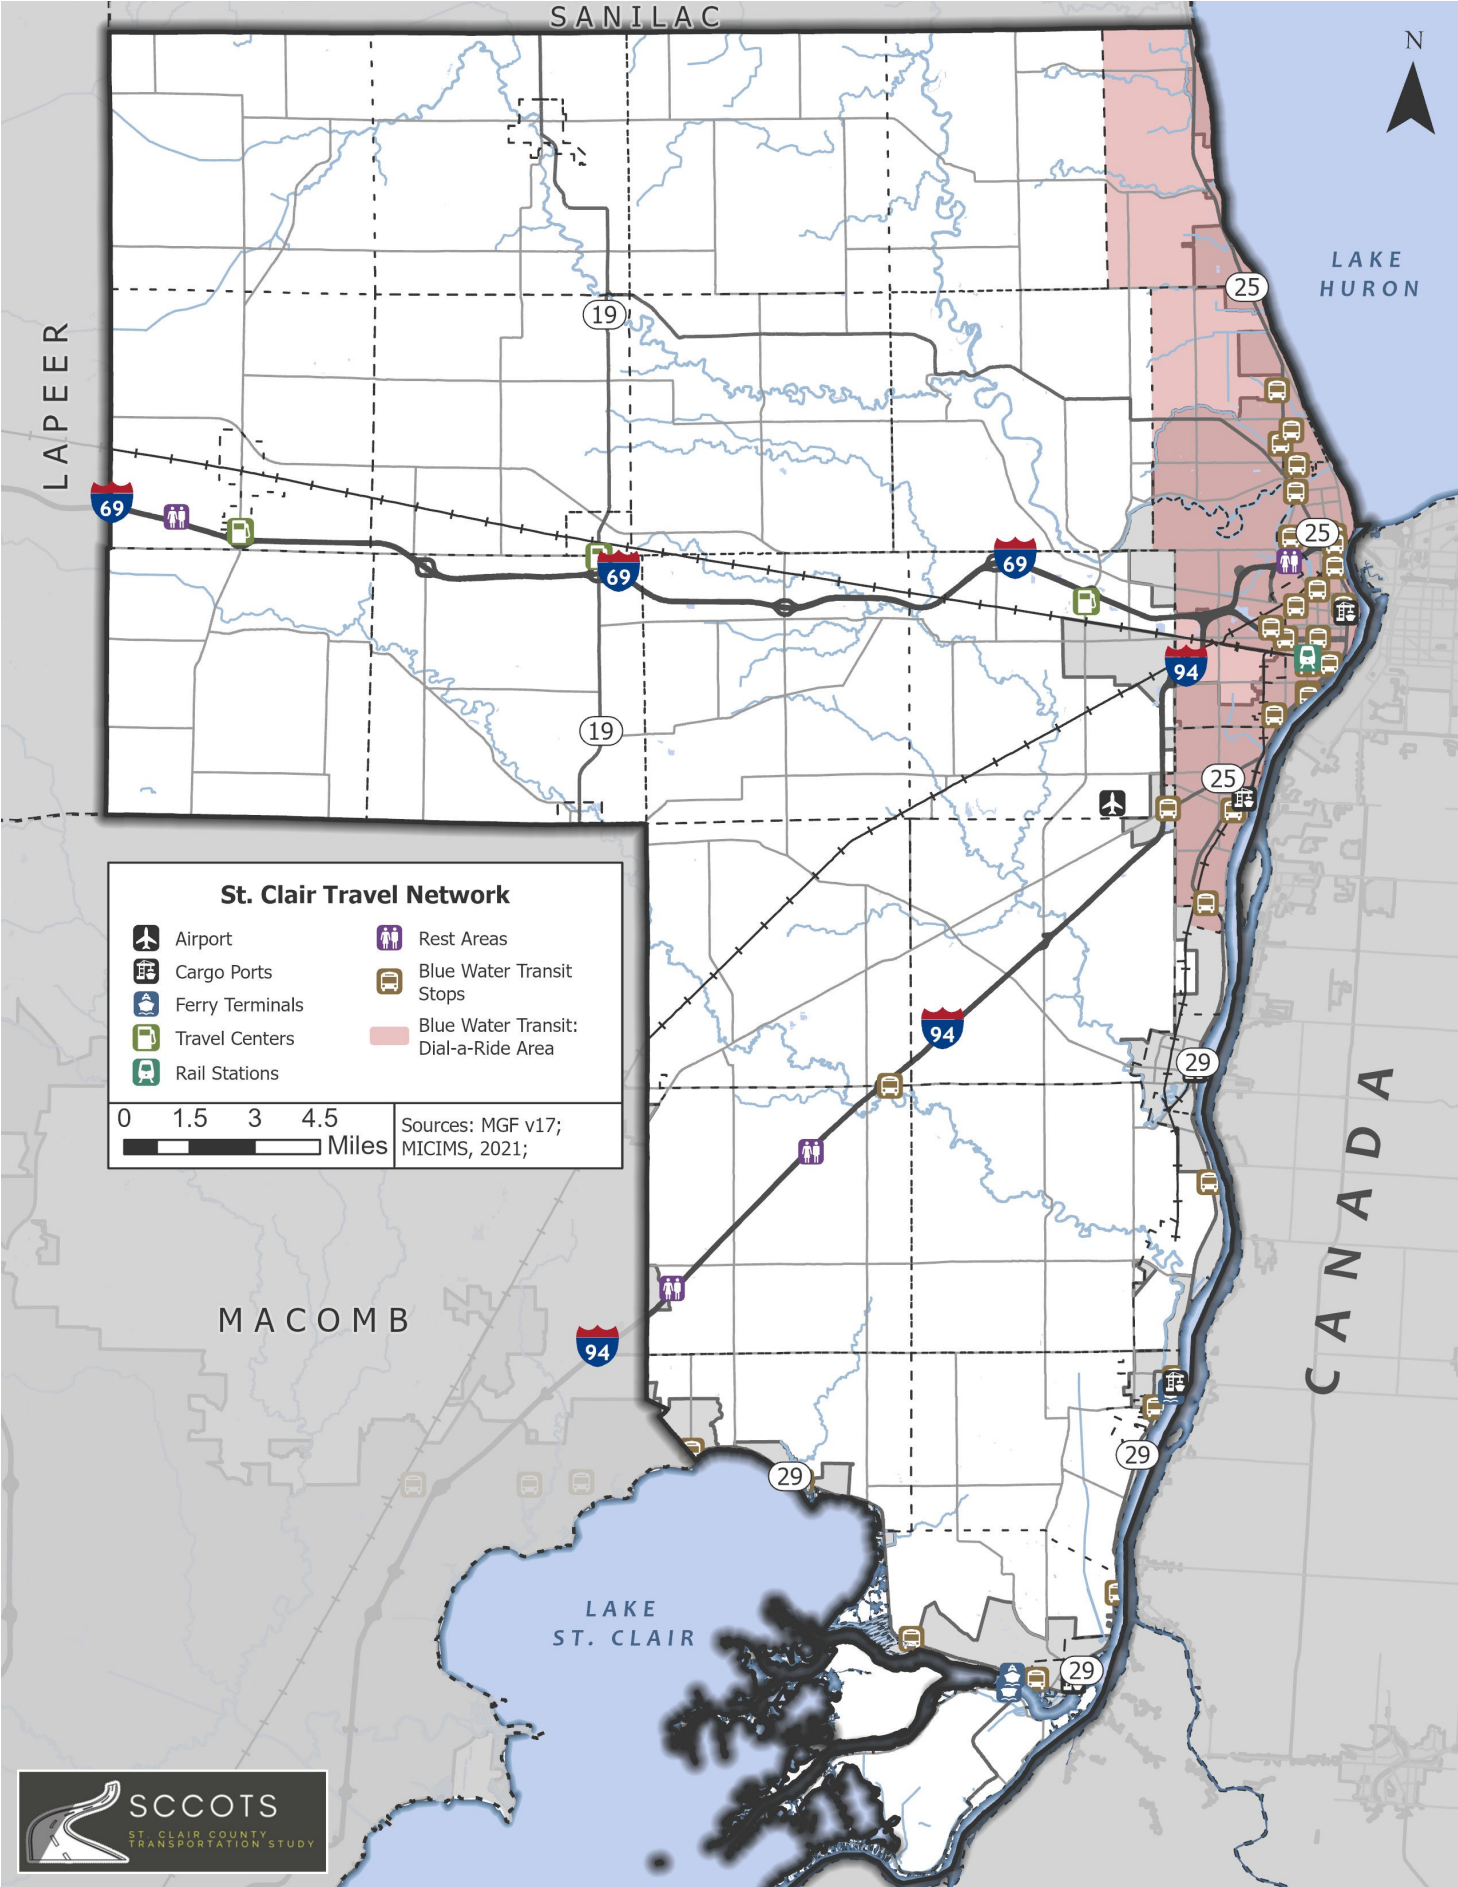 SANILAC
N
LAKE
HURON
25
19
LAPEER
69
25
69
69
94
19
25
St. Clair Travel Network
Airport
Cargo Ports
Ferry Terminals
Travel Centers
Rail Stations
Rest Areas
Blue Water Transit
Stops
Blue Water Transit:
Dial-a-Ride Area
0 1.5 3 4.5
Miles
Sources: MGF v17;
MICIMS, 2021;
94
29
CANADA
MACOMB
94
29
29
LAKE
ST. CLAIR
29
SCCOTS
ST. CLAIR COUNTY
TRANSPORTATION STUDY